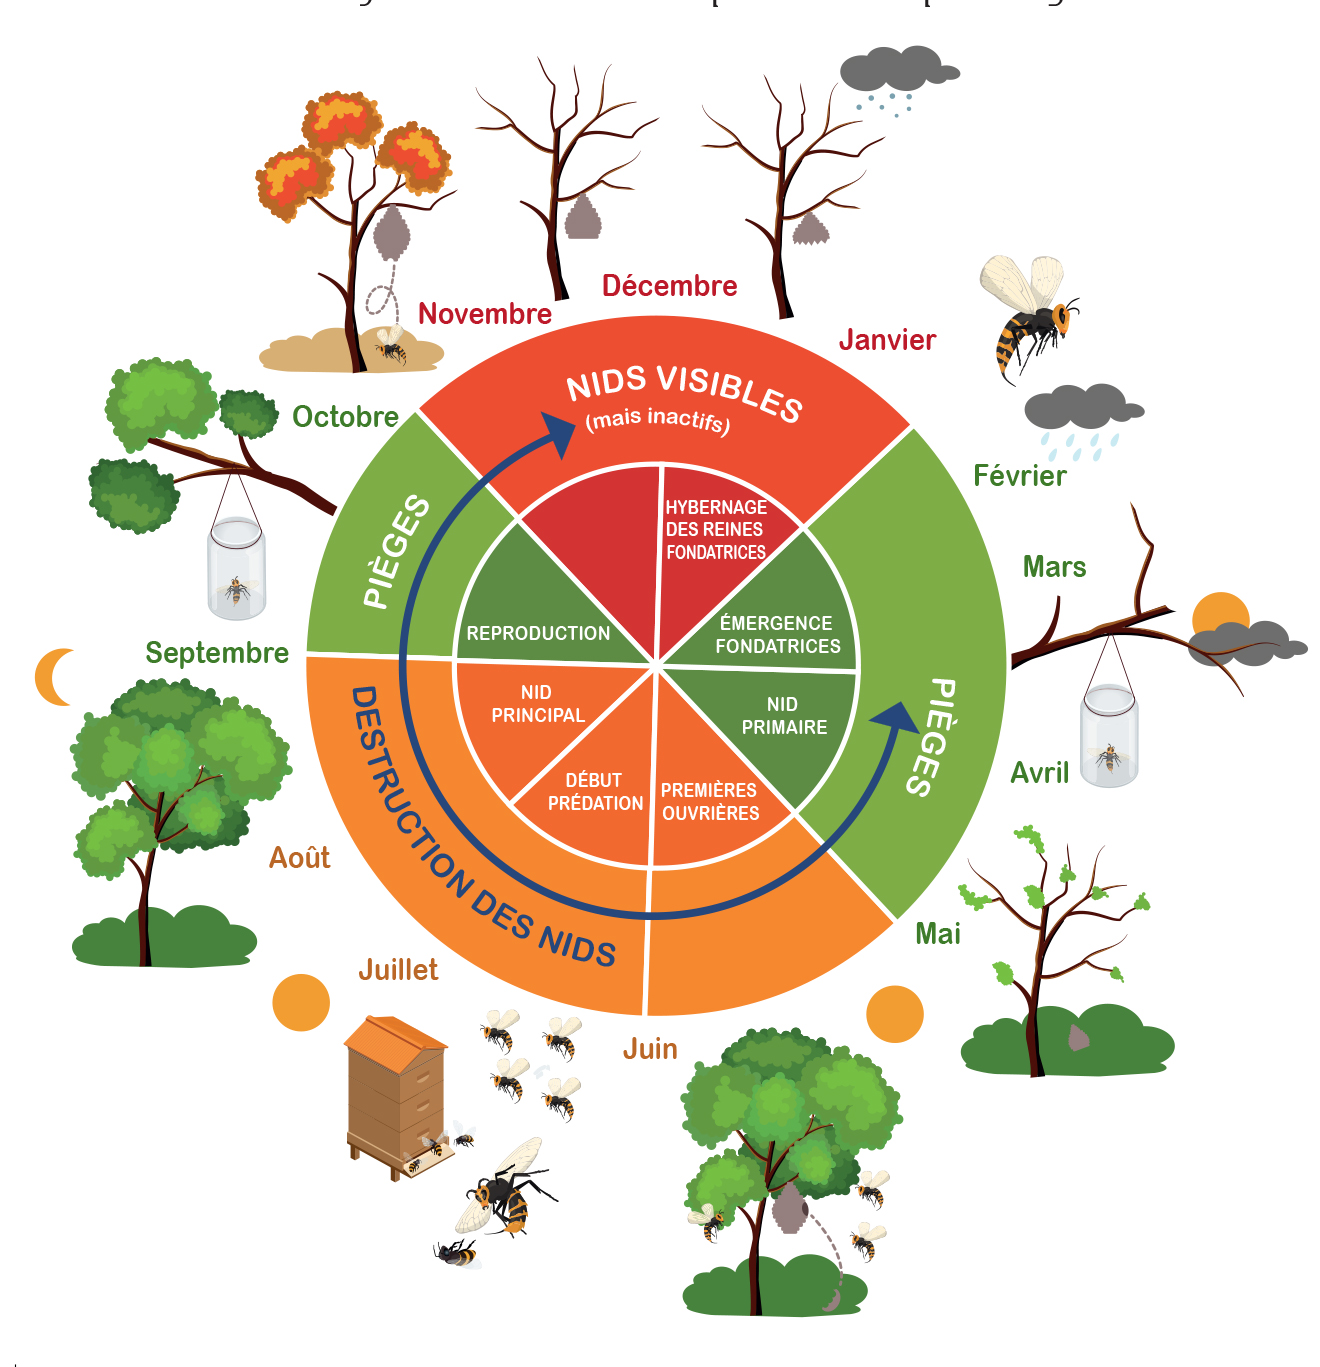 Décembre
Novembre
Janvier
Octobre
Février
Mars
Septembre
Avril
Août
Mai
Juillet
Juin
NIDS VISIBLES
(mais inactifs)
PIÈGES
PIÈGES
DESTRUCTION DES NIDS
HYBERNAGE
DES REINES
FONDATRICES
ÉMERGENCE
FONDATRICES
NID
PRIMAIRE
PREMIÈRES
OUVRIÈRES
DÉBUT
PRÉDATION
NID
PRINCIPAL
REPRODUCTION